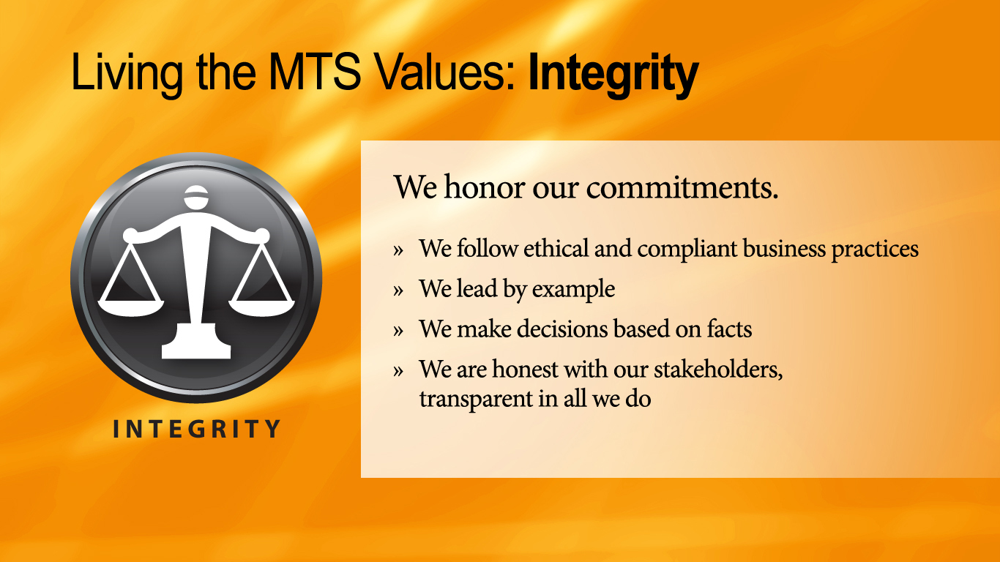 Living the MTS Values: Integrity
INTEGRITY
We honor our commitments.
» We follow ethical and compliant business practices
» We lead by example
» We make decisions based on facts
» We are honest with our stakeholders,
transparent in all we do